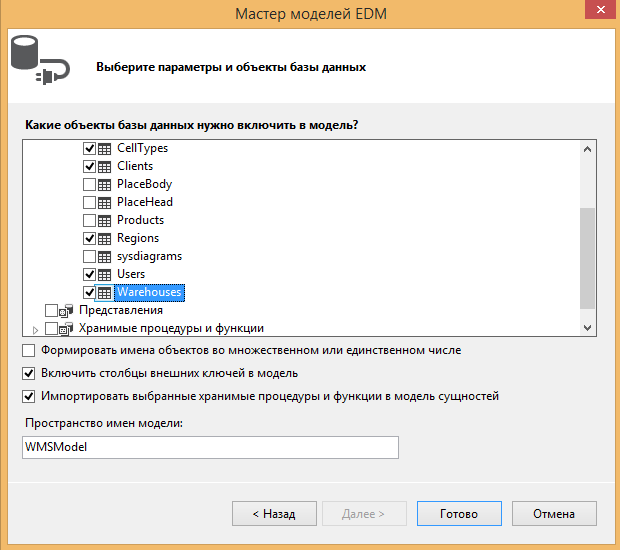 Мастер моделей EDM
Выберите параметры и объекты базы данных
Какие объекты базы данных нужно включить в модель?
CellTypes
Clients
PlaceBody
PlaceHead
Products
Regions
sysdiagrams
Users
Warehouses
Представления
Хранимые процедуры и функции
Формировать имена объектов во множественном или единственном числе
Включить столбцы внешних ключей в модель
Импортировать выбранные хранимые процедуры и функции в модель сущностей
Пространство имен модели:
WMSModel
< Назад Далее > Готово Отмена